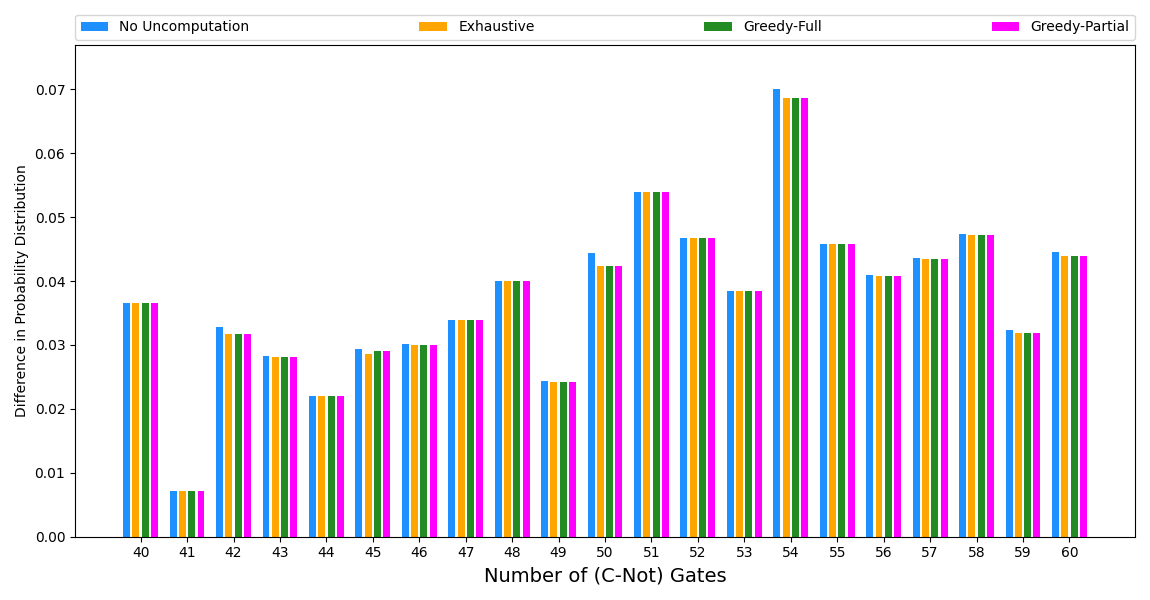 No Uncomputation Exhaustive Greedy-Full Greedy-Partial
0.07
0.06
0.05
0.04
0.03
0.02
0.01
0.00
Difference in Probability Distribution
40 41 42 43 44 45 46 47 48 49 50 51 52 53 54 55 56 57 58 59 60
Number of (C-Not) Gates